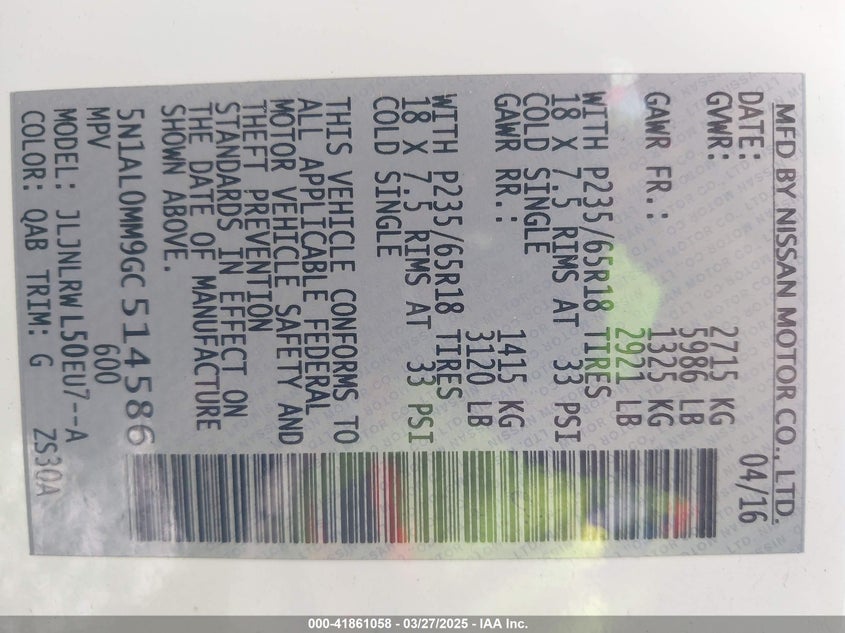 MFD BY NISSAN MOTOR CO., LTD.
DATE: 04/16
GVWR: 2715 KG
5986 LB
GAWR FR.: 1325 KG
2921 LB
WITH P235/65R18 TIRES
18 X 7.5 RIMS AT 33 PSI
COLD SINGLE
GAWR RR.: 1415 KG
3120 LB
WITH P235/65R18 TIRES
18 X 7.5 RIMS AT 33 PSI
COLD SINGLE
THIS VEHICLE CONFORMS TO
ALL APPLICABLE FEDERAL
MOTOR VEHICLE SAFETY AND
THEFT PREVENTION
STANDARDS IN EFFECT ON
THE DATE OF MANUFACTURE
SHOWN ABOVE.
5N1AL0MM9GC514586
MPV 600
MODEL: JLJNLRW L50EU7--A
COLOR: QAB TRIM: G ZS30A
000-41861058 - 03/27/2025 - IAA Inc.